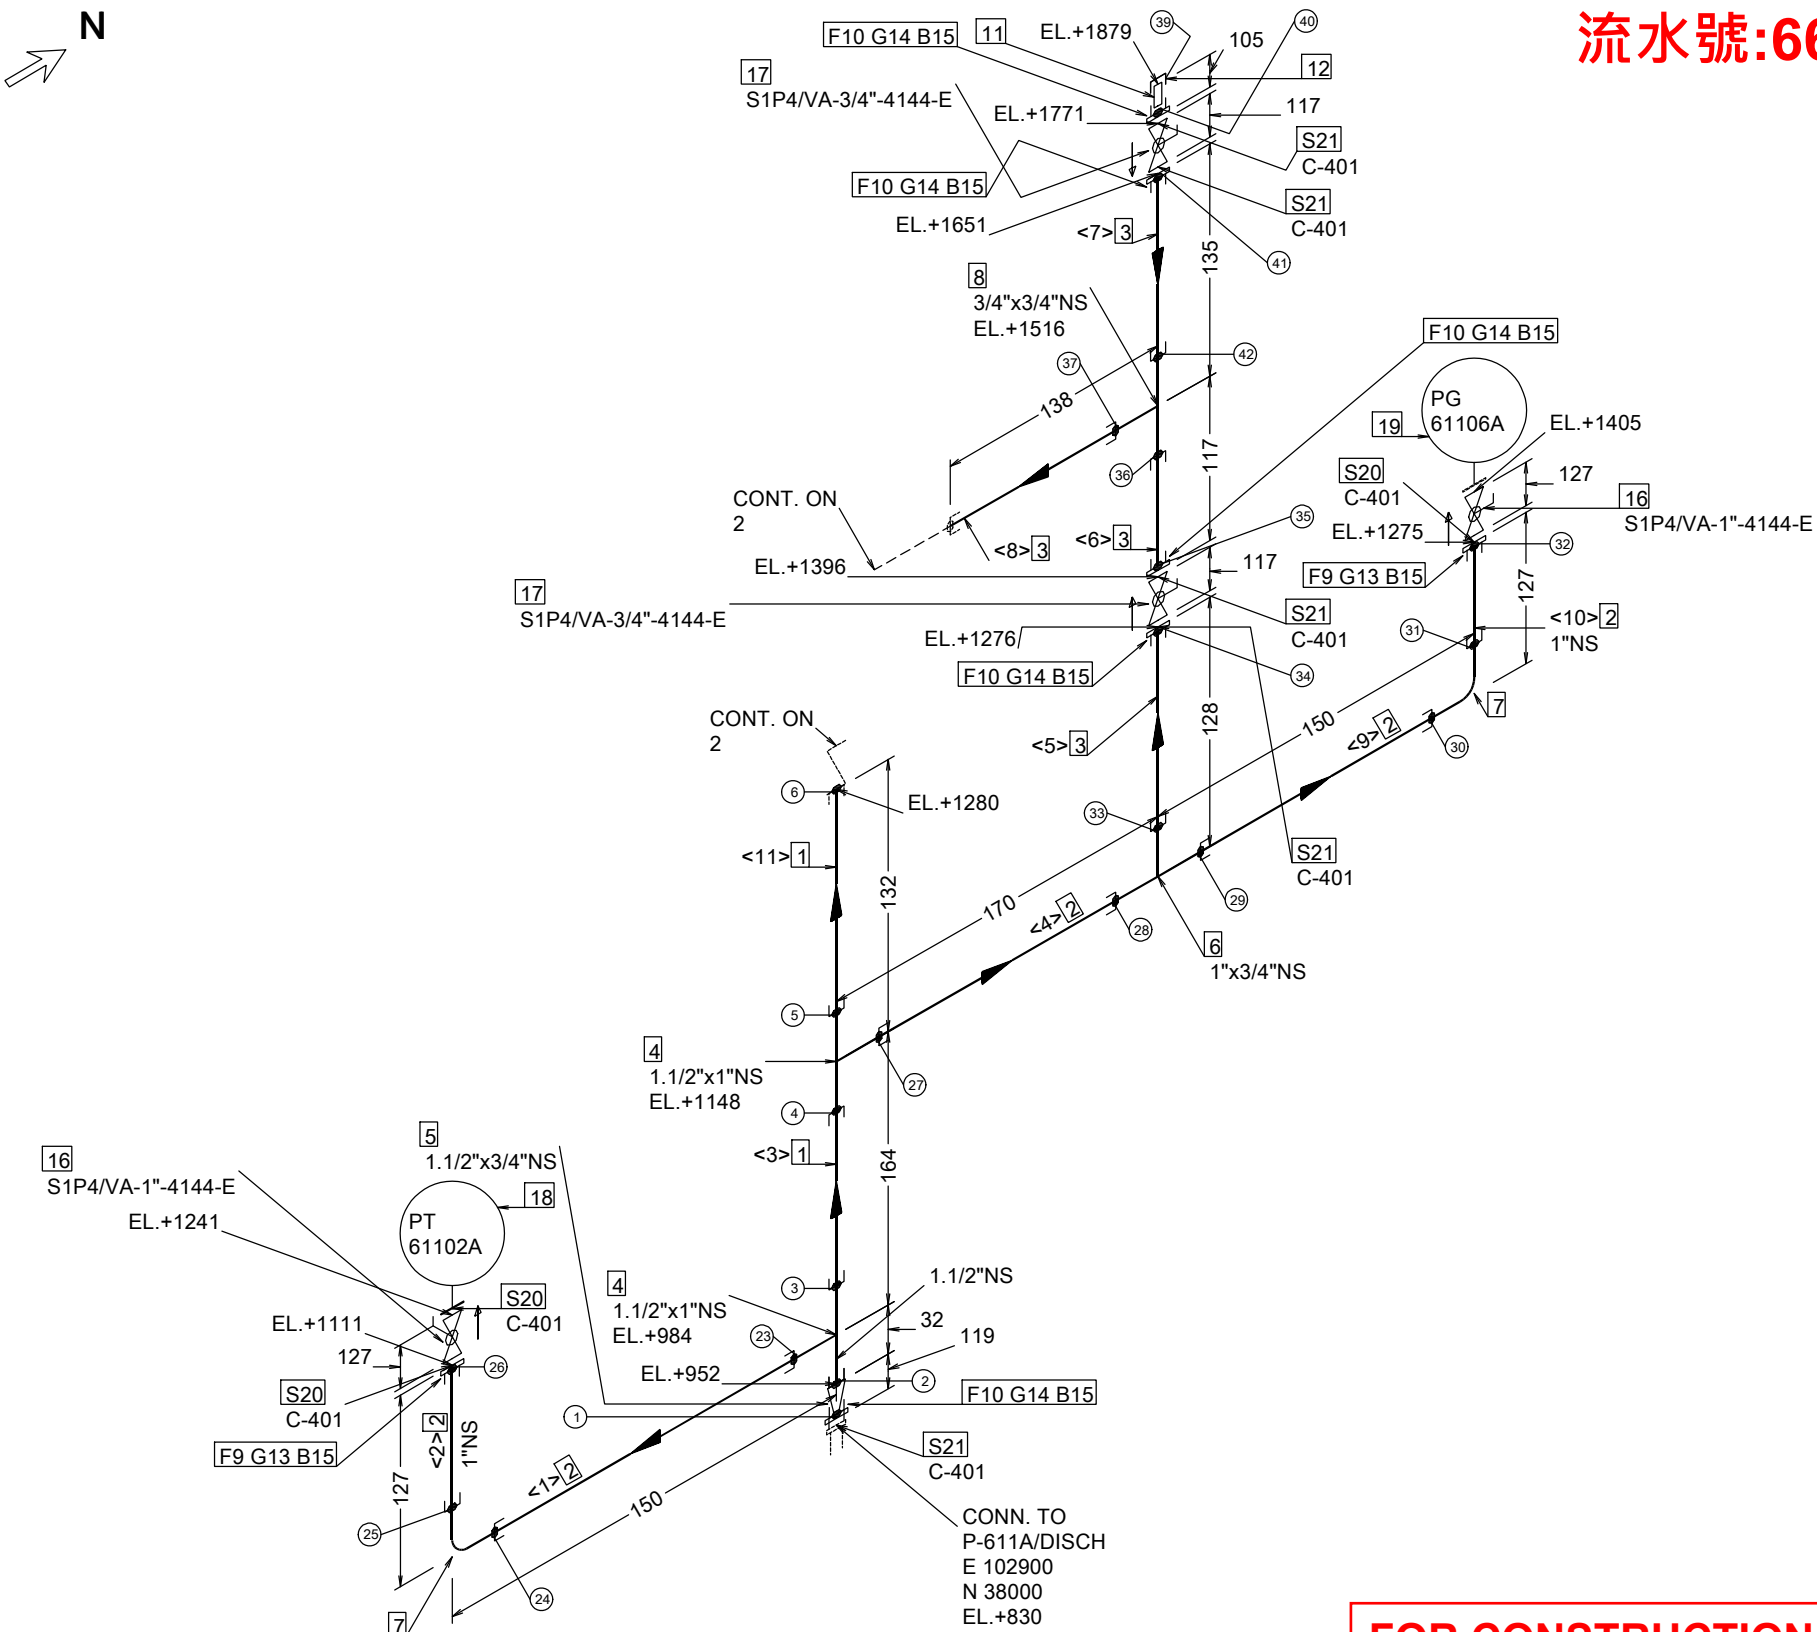 N
流水號:66
F10 G14 B15
11
EL.+1879
39
40
105
12
17
S1P4/VA-3/4"-4144-E
EL.+1771
117
S21
C-401
F10 G14 B15
S21
C-401
EL.+1651
<7> 3
135
41
8
3/4"x3/4"NS
EL.+1516
F10 G14 B15
37
42
138
PG
61106A
19
EL.+1405
117
36
S20
C-401
127
16
S1P4/VA-1"-4144-E
CONT. ON
2
35
EL.+1275
32
<8> 3
<6> 3
EL.+1396
117
F9 G13 B15
127
17
S1P4/VA-3/4"-4144-E
S21
C-401
<10> 2
1"NS
31
EL.+1276
F10 G14 B15
34
7
CONT. ON
2
128
150
<5> 3
<9> 2
30
6
EL.+1280
33
<11> 1
S21
C-401
132
170
29
<4> 2
28
6
1"x3/4"NS
5
4
1.1/2"x1"NS
EL.+1148
27
4
5
1.1/2"x3/4"NS
16
S1P4/VA-1"-4144-E
<3> 1
164
18
PT
61102A
EL.+1241
3
1.1/2"NS
4
1.1/2"x1"NS
EL.+984
S20
C-401
EL.+1111
32
23
119
127
26
EL.+952
2
S20
C-401
F10 G14 B15
1
<2> 2
1"NS
F9 G13 B15
S21
C-401
127
<1> 2
150
25
CONN. TO
P-611A/DISCH
E 102900
N 38000
EL.+830
24
7
FOR CONSTRUCTION